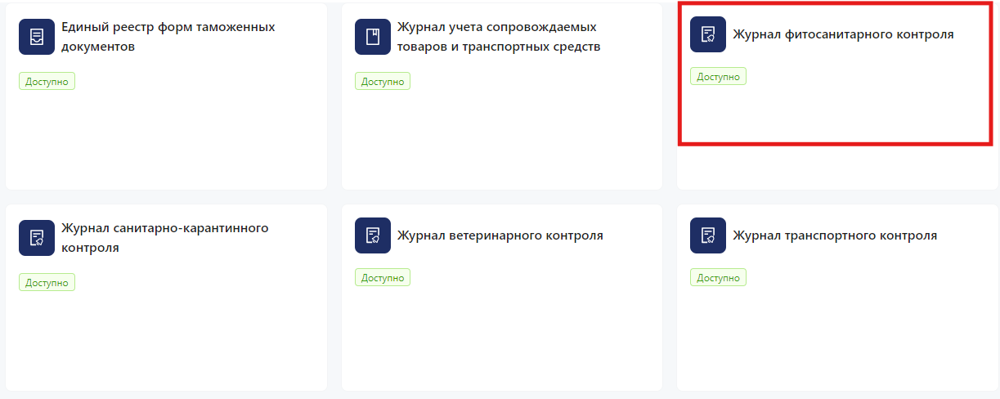 Единый реестр форм таможенных
документов
Доступно
Журнал учета сопровождаемых
товаров и транспортных средств
Доступно
Журнал фитосанитарного контроля
Доступно
Журнал санитарно-карантинного
контроля
Доступно
Журнал ветеринарного контроля
Доступно
Журнал транспортного контроля
Доступно